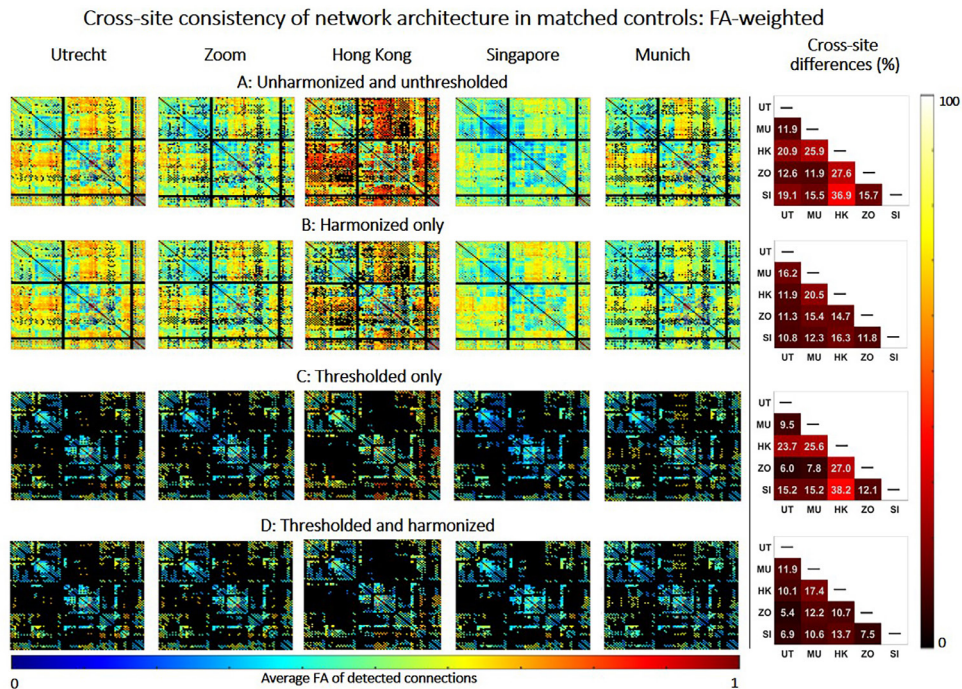 Cross-site consistency of network architecture in matched controls: FA-weighted
Utrecht Zoom Hong Kong Singapore Munich
Cross-site
differences (%)
A: Unharmonized and unthresholded
100
UT —
MU 11.9 —
HK 20.9 25.9 —
ZO 12.6 11.9 27.6 —
SI 19.1 15.5 36.9 15.7 —
UT MU HK ZO SI
B: Harmonized only
UT —
MU 16.2 —
HK 11.9 20.5 —
ZO 11.3 15.4 14.7 —
SI 10.8 12.3 16.3 11.8 —
UT MU HK ZO SI
C: Thresholded only
UT —
MU 9.5 —
HK 23.7 25.6 —
ZO 6.0 7.8 27.0 —
SI 15.2 15.2 38.2 12.1 —
UT MU HK ZO SI
D: Thresholded and harmonized
UT —
MU 11.9 —
HK 10.1 17.4 —
ZO 5.4 12.2 10.7 —
SI 6.9 10.6 13.7 7.5 —
UT MU HK ZO SI
0
0 Average FA of detected connections 1